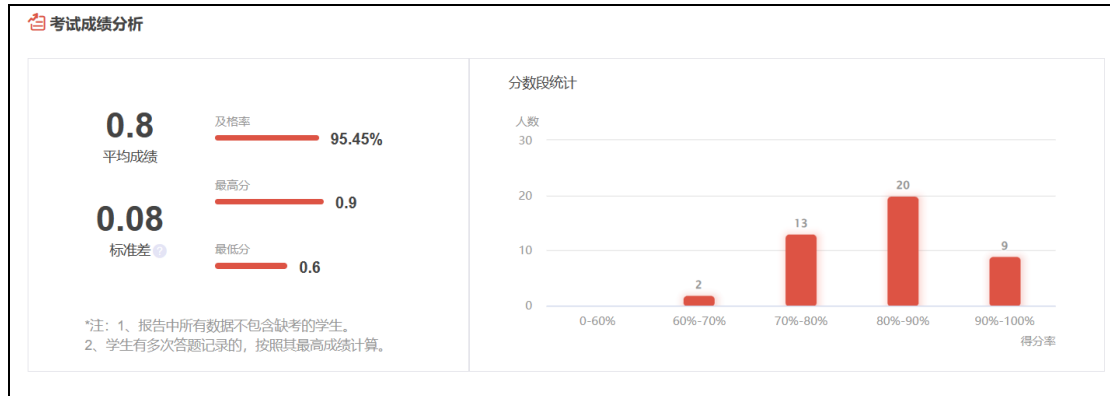 考试成绩分析
0.8
平均成绩
0.08
标准差?
及格率
95.45%
最高分
0.9
最低分
0.6
*注：1、报告中所有数据不包含缺考的学生。
2、学生有多次答题记录的，按照其最高成绩计算。
分数段统计
人数
30
20
10
0
2
13
20
9
0-60%
60%-70%
70%-80%
80%-90%
90%-100%
得分率